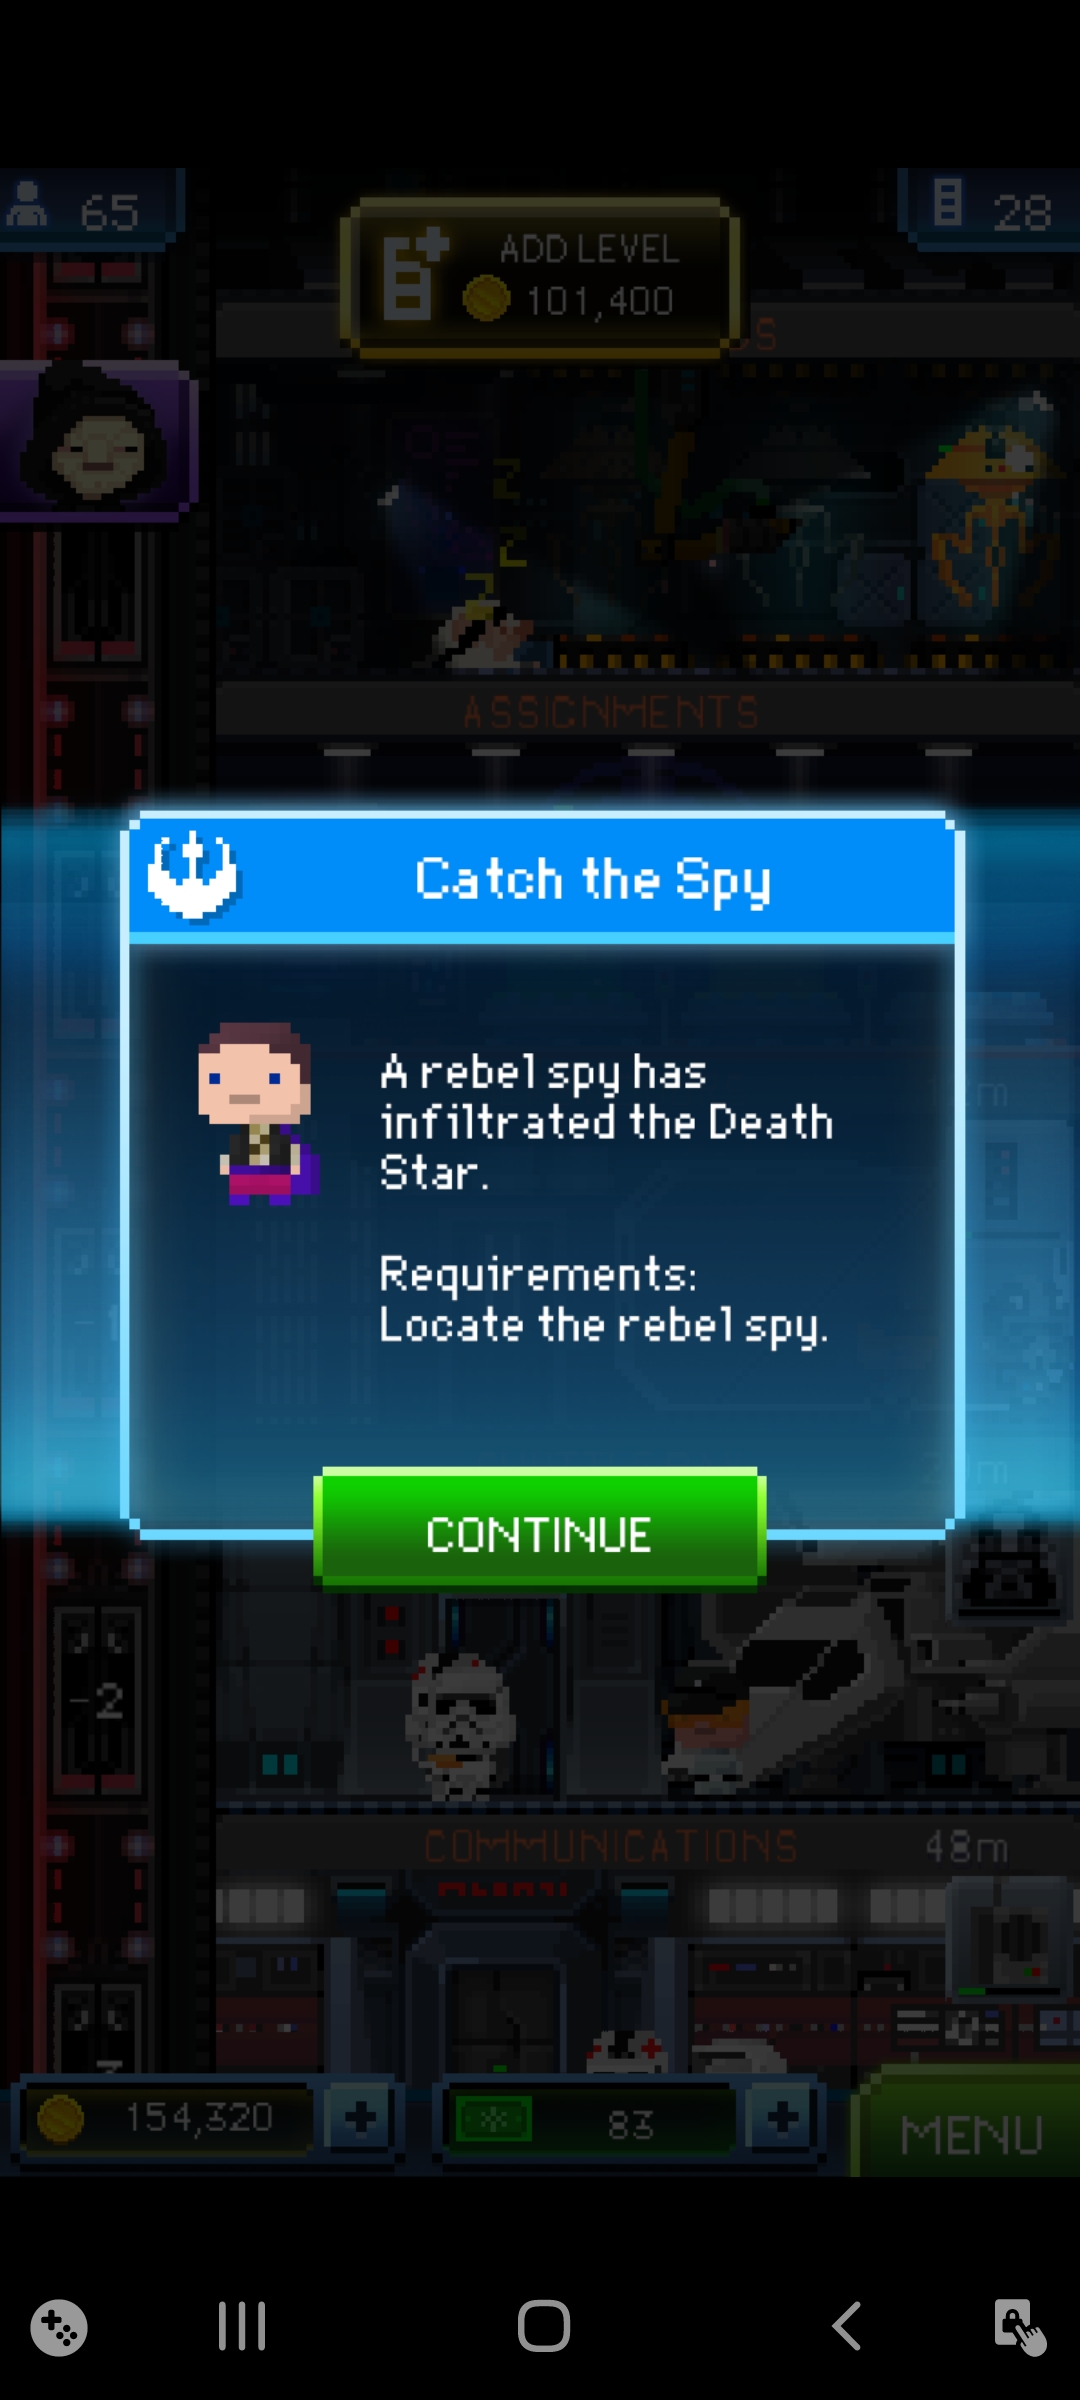 65
ADD LEVEL
101,400
28
ASSIGNMENTS
Catch the Spy
A rebel spy has
infiltrated the Death
Star.
Requirements:
Locate the rebel spy.
CONTINUE
-2
COMMUNICATIONS
48m
154,320
83
MENU